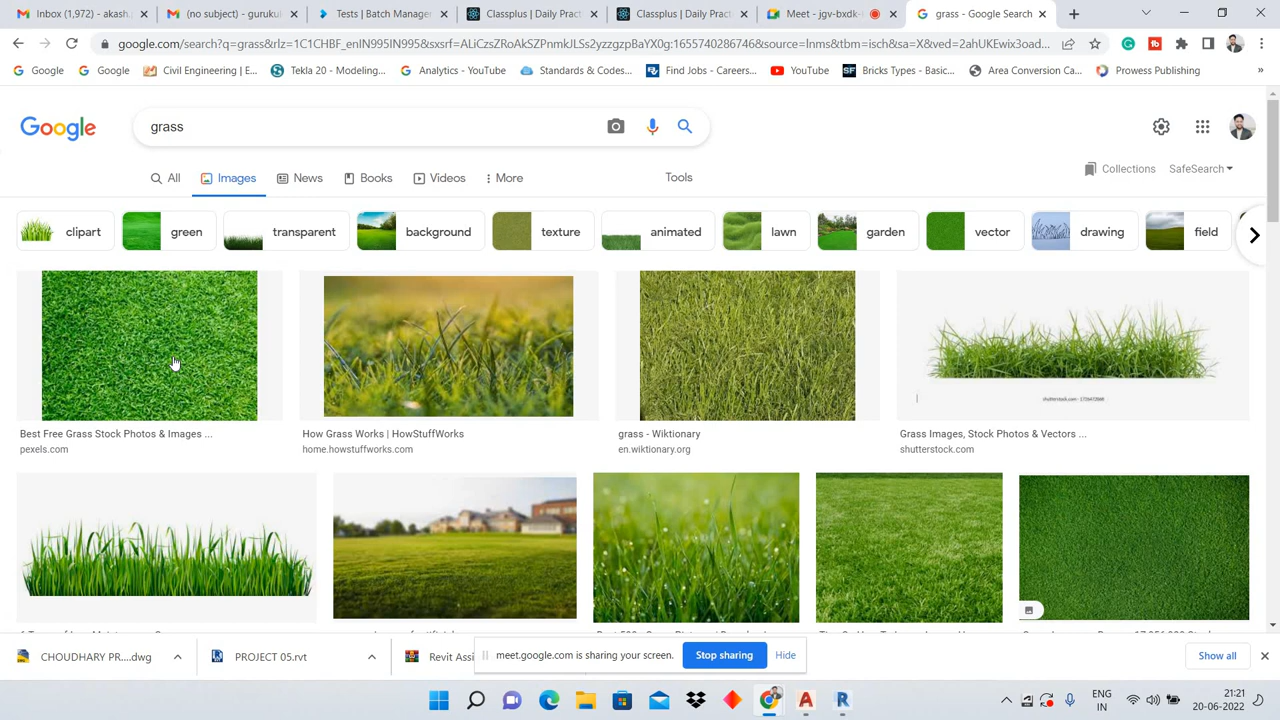 Inbox (1,972) - akash.
(no subject) - gurukul
Testst Batch Manager
Classplus | Daily Pract
Classplus | Daily Pract
Meet - jgv-bxdk-
grass - Google Search
google.com/search?q=grass&rlz=1C1CHBF_enIN995IN995&sxsrf=ALiCzsZRoAkSZTnmkJLSs2yzzgzpBaYX0g:1655740286746&source=lnms&tbm=isch&sa=X&ved=2ahUKEwix3oad...
Google
Google
Civil Engineering | E...
Tekla 20 - Modeling...
Analytics - YouTube
Standards & Codes...
Find Jobs - Careers...
YouTube
Bricks Types - Basic...
Area Conversion Ca...
Prowess Publishing
»
Google
grass
All
Images
News
Books
Videos
More
Tools
Collections
SafeSearch
clipart
green
transparent
background
texture
animated
lawn
garden
vector
drawing
field
shutterstock.com · 1726472660
Best Free Grass Stock Photos & Images ...
pexels.com
How Grass Works | HowStuffWorks
home.howstuffworks.com
grass - Wiktionary
en.wiktionary.org
Grass Images, Stock Photos & Vectors ...
shutterstock.com
CHOUDHARY PR....dwg
PROJECT 05.rvt
Revit Assi
meet.google.com is sharing your screen.
Stop sharing
Hide
Show all
ENG
IN
21:21
20-06-2022